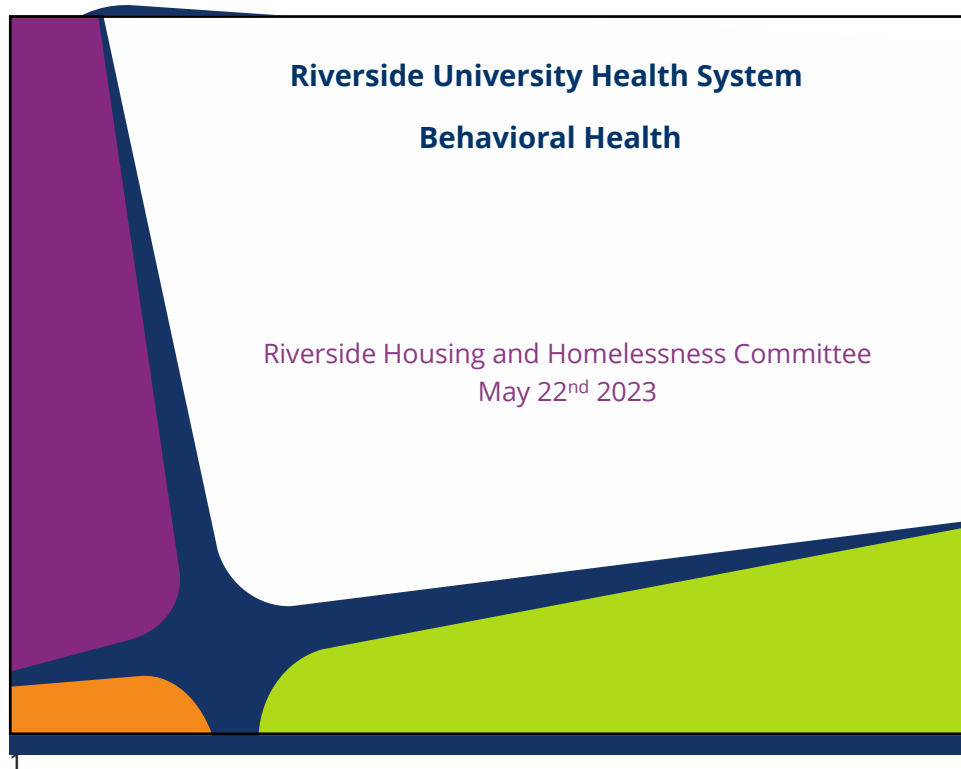 Riverside University Health System
Behavioral Health
Riverside Housing and Homelessness Committee
May 22nd 2023
1